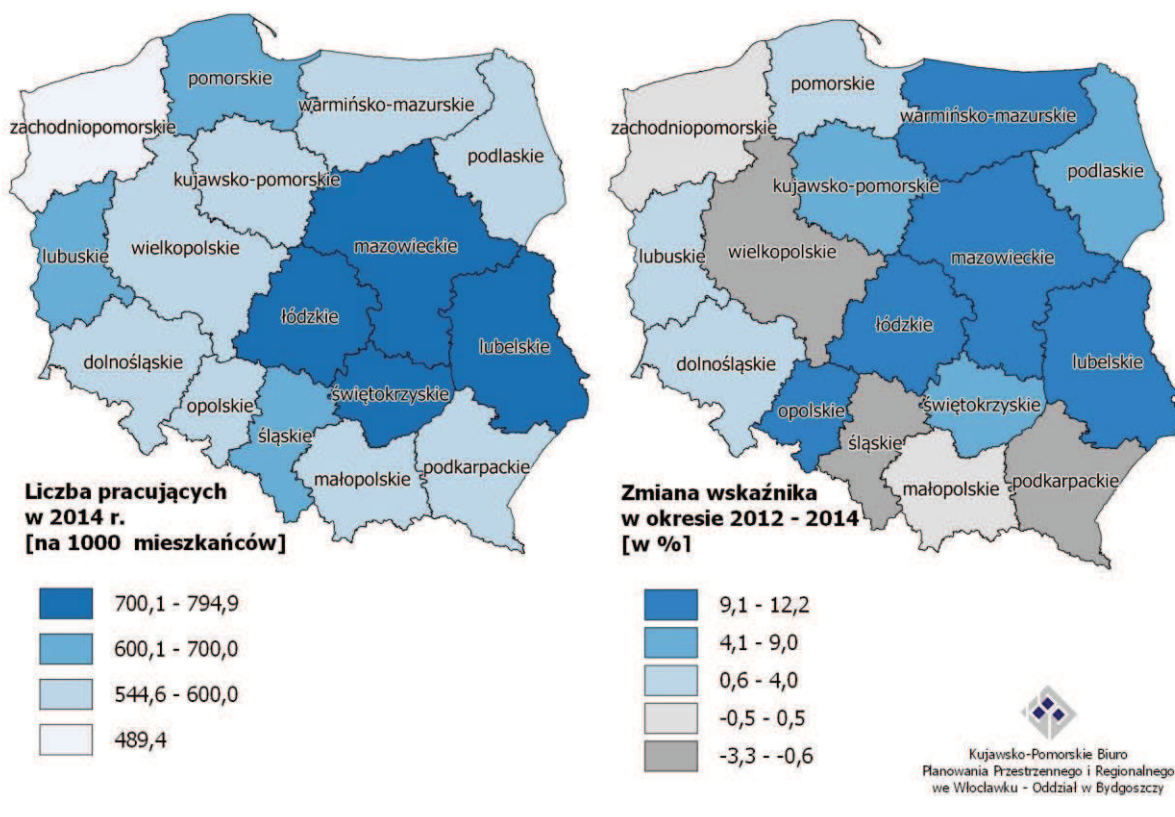 pomorskie
warmińsko-mazurskie
zachodniopomorskie
podlaskie
kujawsko-pomorskie
mazowieckie
wielkopolskie
lubuskie
łódzkie
lubelskie
dolnośląskie
świętokrzyskie
opolskie
śląskie
podkarpackie
małopolskie
Liczba pracujących
w 2014 r.
[na 1000 mieszkańców]
700,1 - 794,9
600,1 - 700,0
544,6 - 600,0
489,4
pomorskie
warmińsko-mazurskie
zachodniopomorskie
podlaskie
kujawsko-pomorskie
wielkopolskie
lubuskie
mazowieckie
łódzkie
dolnośląskie
lubelskie
opolskie
świętokrzyskie
śląskie
podkarpackie
małopolskie
Zmiana wskaźnika
w okresie 2012 - 2014
[w %]
9,1 - 12,2
4,1 - 9,0
0,6 - 4,0
-0,5 - 0,5
-3,3 - -0,6
Kujawsko-Pomorskie Biuro
Planowania Przestrzennego i Regionalnego
we Włocławku - Oddział w Bydgoszczy